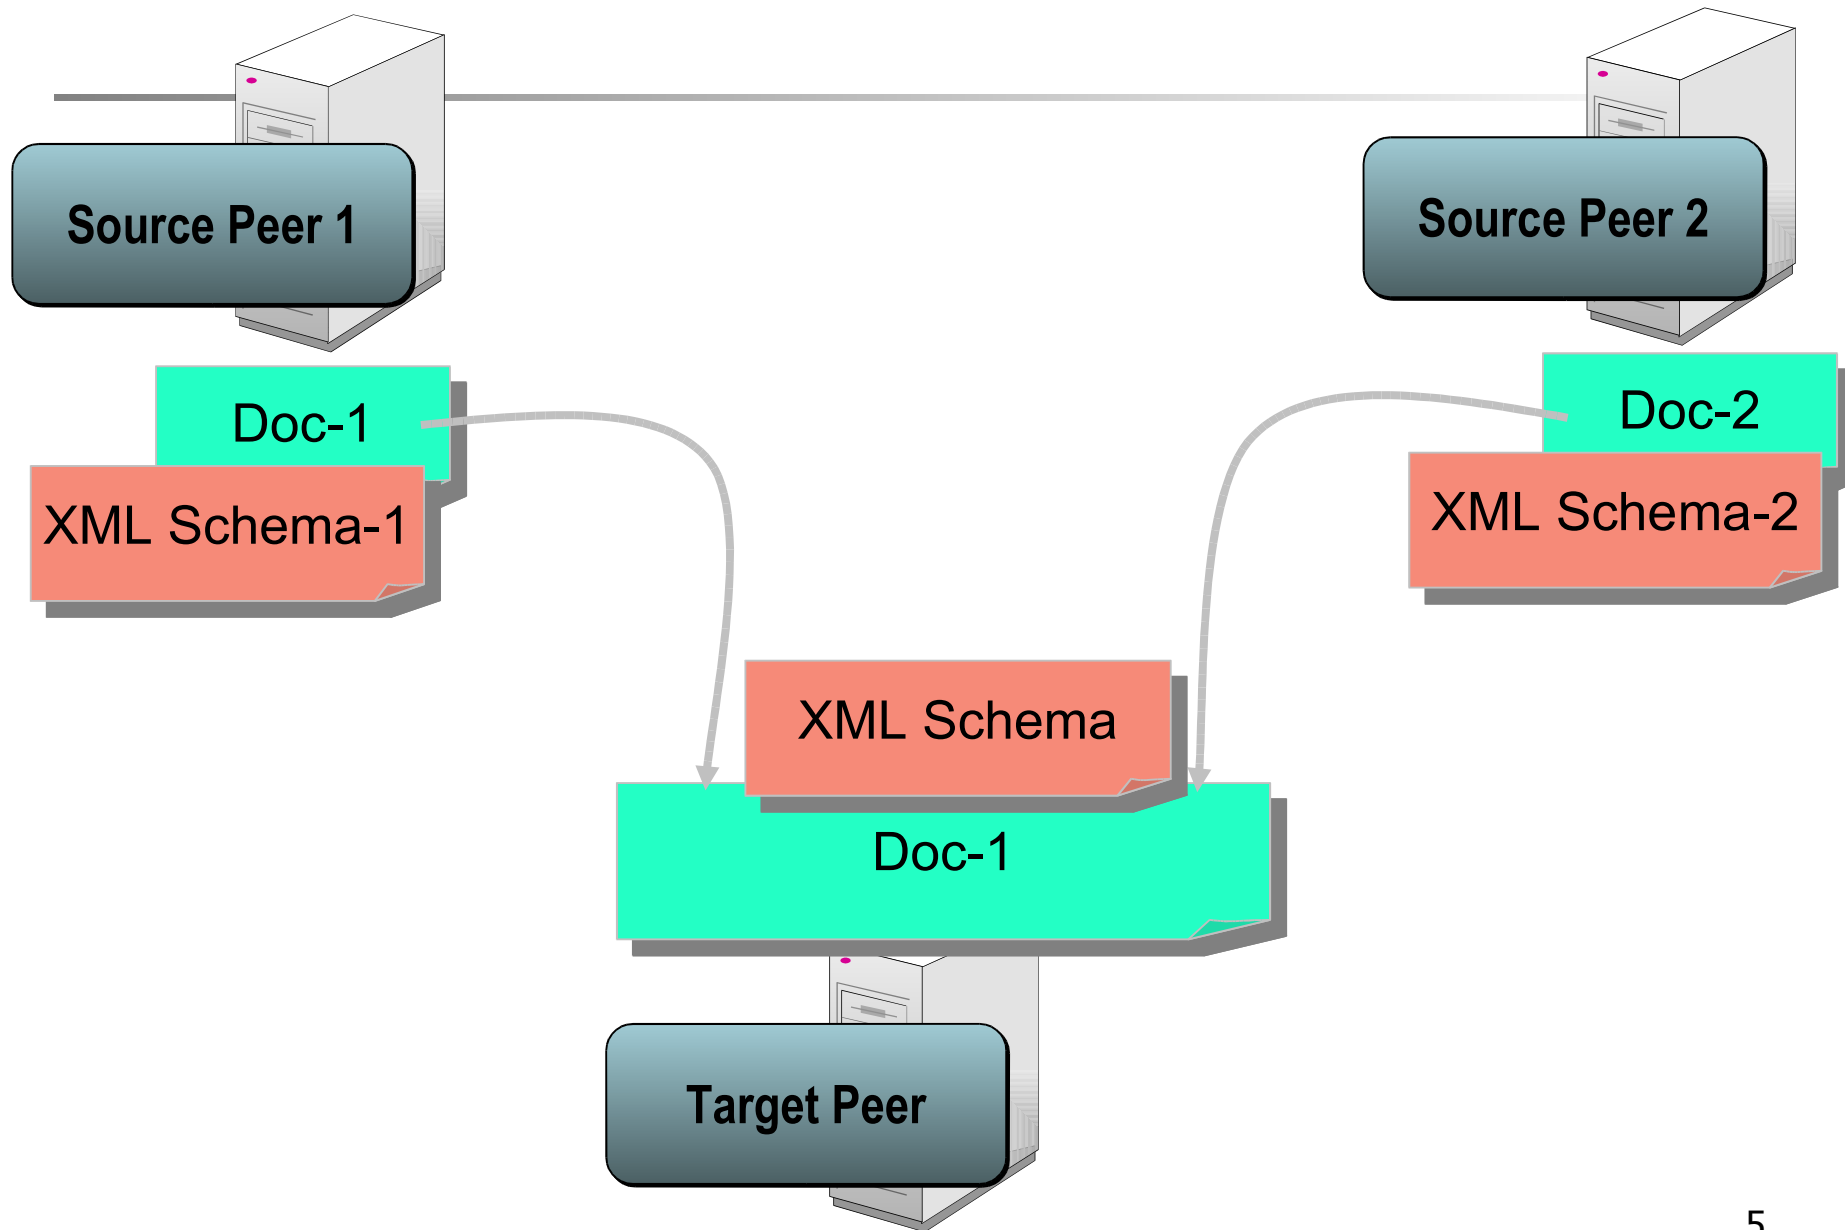 Source Peer 1
Source Peer 2
Doc-1
Doc-2
XML Schema-1
XML Schema-2
XML Schema
Doc-1
Target Peer
5